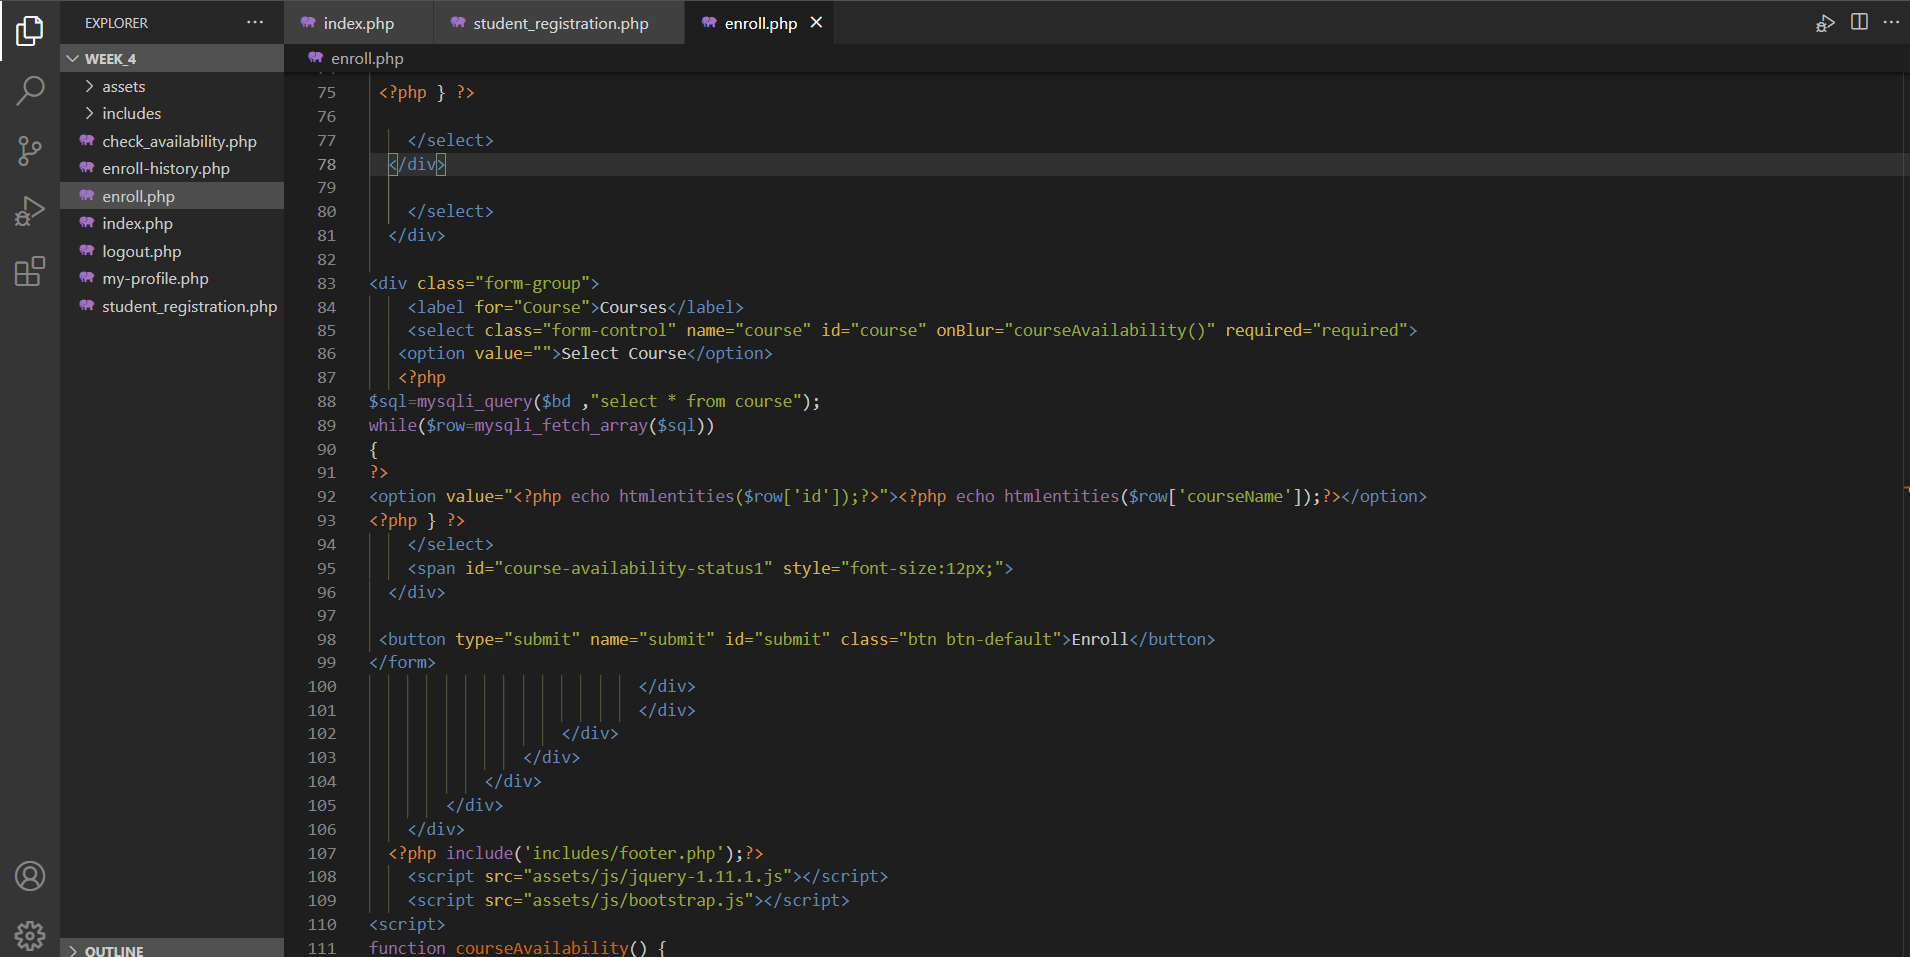 EXPLORER ···
index.php student_registration.php enroll.php ×
WEEK_4
enroll.php
assets
includes
check_availability.php
enroll-history.php
enroll.php
index.php
logout.php
my-profile.php
student_registration.php
OUTLINE
75 <?php } ?>
76
77 </select>
78 </div>
79
80 </select>
81 </div>
82
83 <div class="form-group">
84 <label for="Course">Courses</label>
85 <select class="form-control" name="course" id="course" onBlur="courseAvailability()" required="required">
86 <option value="">Select Course</option>
87 <?php
88 $sql=mysqli_query($bd ,"select * from course");
89 while($row=mysqli_fetch_array($sql))
90 {
91 ?>
92 <option value="<?php echo htmlentities($row['id']);?>"><?php echo htmlentities($row['courseName']);?></option>
93 <?php } ?>
94 </select>
95 <span id="course-availability-status1" style="font-size:12px;">
96 </div>
97
98 <button type="submit" name="submit" id="submit" class="btn btn-default">Enroll</button>
99 </form>
100 </div>
101 </div>
102 </div>
103 </div>
104 </div>
105 </div>
106 </div>
107 <?php include('includes/footer.php');?>
108 <script src="assets/js/jquery-1.11.1.js"></script>
109 <script src="assets/js/bootstrap.js"></script>
110 <script>
111 function courseAvailability() {